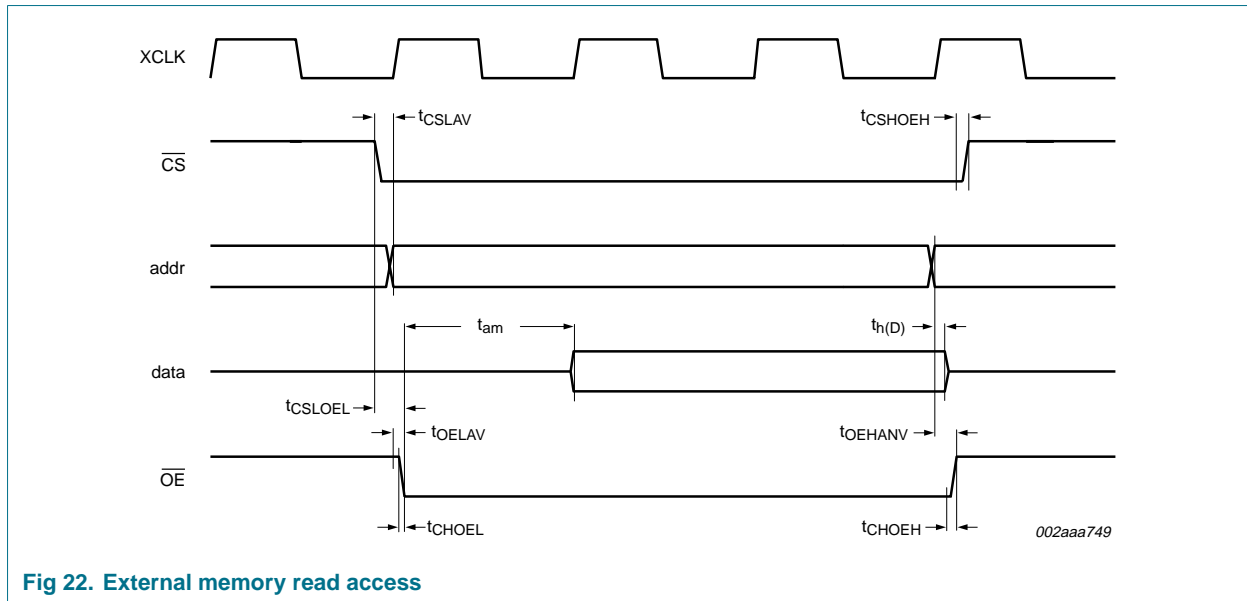 XCLK
tCSLAV
tCSHOEH
CS
addr
tam
th(D)
data
tCSLOEL
tOELAV
tOEHANV
OE
tCHOEL
tCHOEH
002aaa749
Fig 22. External memory read access